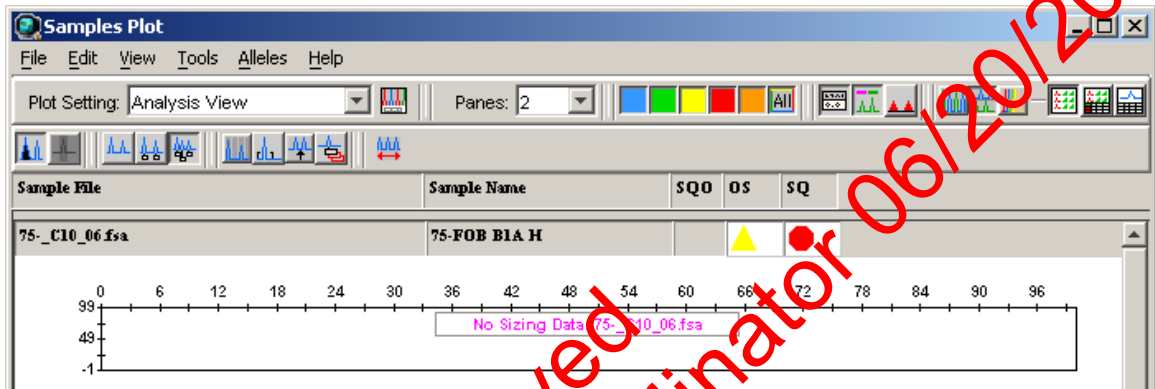 Samples Plot
File Edit View Tools Alleles Help
Plot Setting: Analysis View Panes: 2 All
Sample File Sample Name SQO OS SQ
75-_C10_06.fsa 75-FOB B1A H
0 6 12 18 24 30 36 42 48 54 60 66 72 78 84 90 96
99
No Sizing Data 75-_C10_06.fsa
49
-1
06/20/20